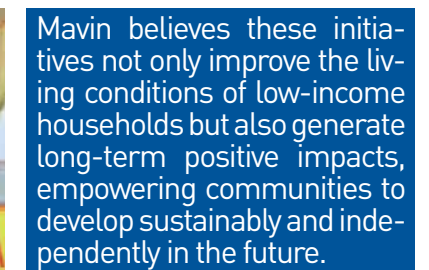 Mavin believes these initia-
tives not only improve the liv-
ing conditions of low-income
households but also generate
long-term positive impacts,
empowering communities to
develop sustainably and inde-
pendently in the future.